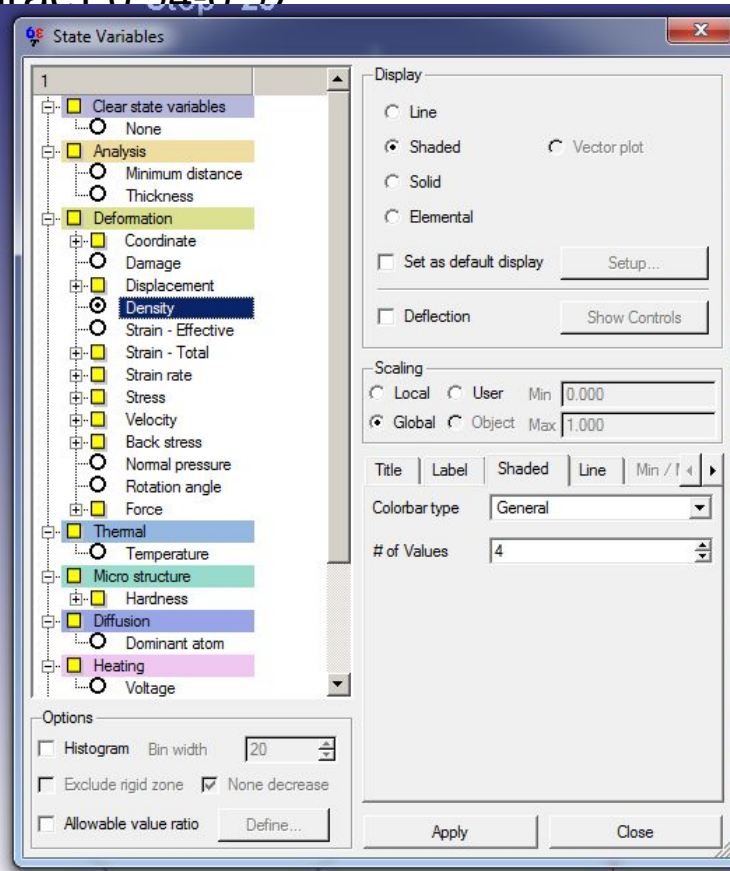 State Variables
1
Clear state variables
None
Analysis
Minimum distance
Thickness
Deformation
Coordinate
Damage
Displacement
Density
Strain - Effective
Strain - Total
Strain rate
Stress
Velocity
Back stress
Normal pressure
Rotation angle
Force
Thermal
Temperature
Micro structure
Hardness
Diffusion
Dominant atom
Heating
Voltage
Options
Histogram Bin width 20
Exclude rigid zone None decrease
Allowable value ratio Define...
Display
Line
Shaded Vector plot
Solid
Elemental
Set as default display Setup...
Deflection Show Controls
Scaling
Local User Min 0.000
Global Object Max 1.000
Title Label Shaded Line Min /
Colorbar type General
# of Values 4
Apply Close